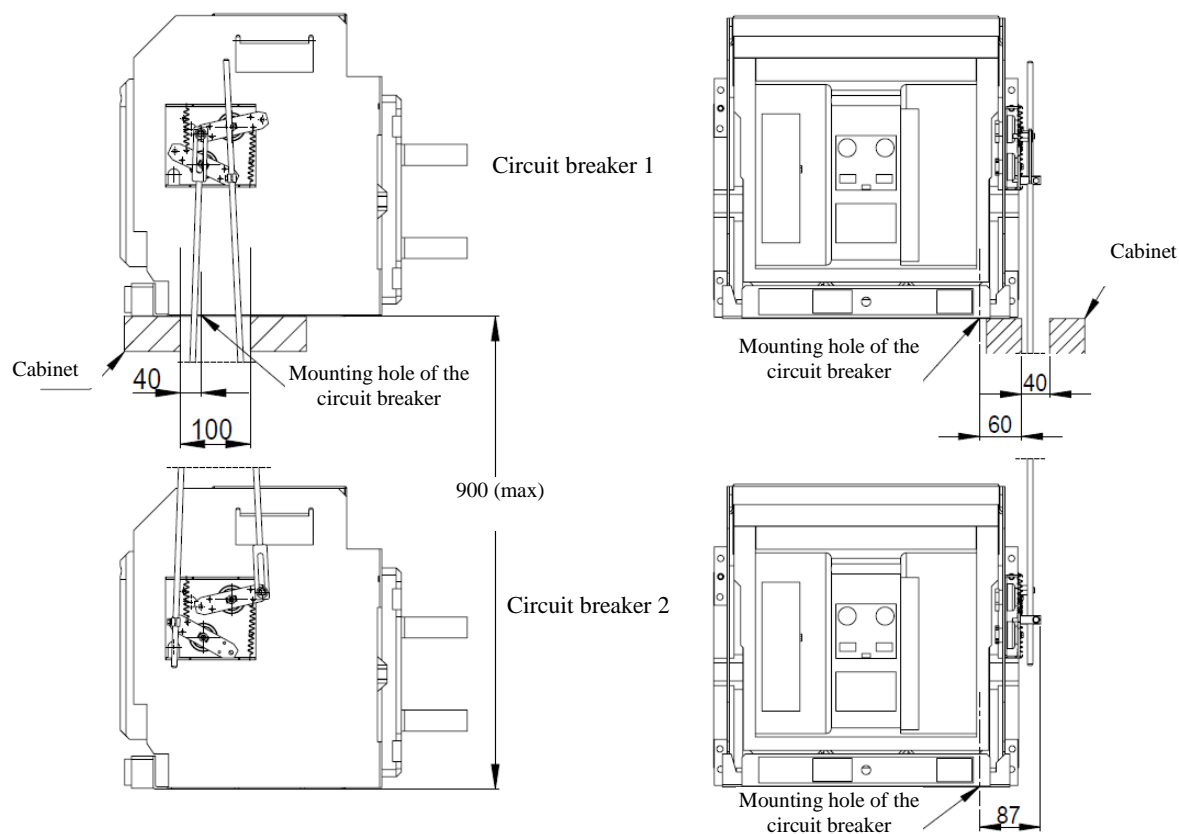 Circuit breaker 1
Cabinet
Mounting hole of the
circuit breaker
Cabinet
Mounting hole of the
circuit breaker
40
40
100
60
900 (max)
Circuit breaker 2
Mounting hole of the
circuit breaker
87